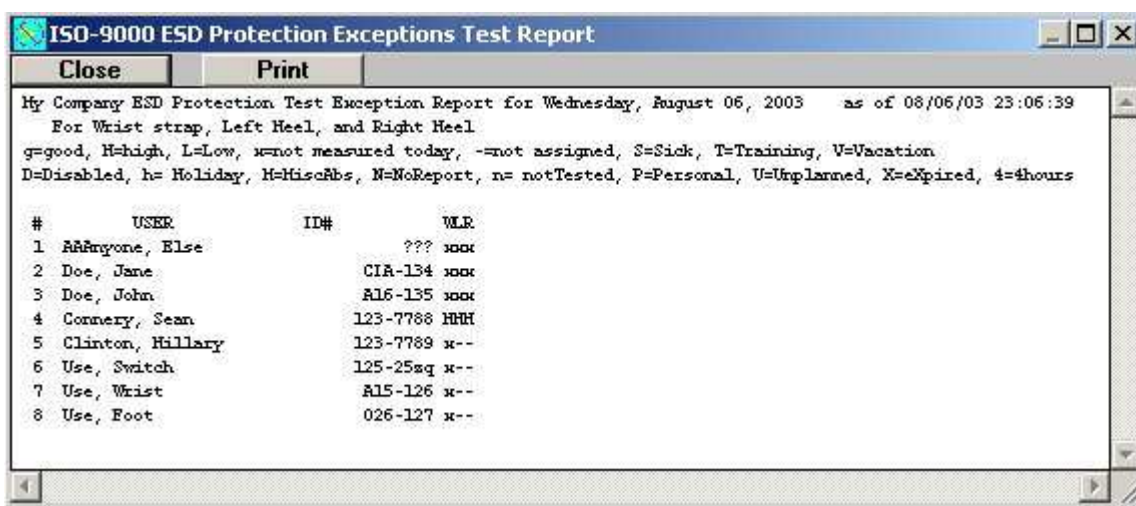 ISO-9000 ESD Protection Exceptions Test Report
Close Print
My Company ESD Protection Test Exception Report for Wednesday, August 06, 2003 as of 08/06/03 23:06:39
For Wrist strap, Left Heel, and Right Heel
g=good, H=high, L=Low, x=not measured today, -=not assigned, S=Sick, T=Training, V=Vacation
D=Disabled, h= Holiday, M=MiscAbs, N=NoReport, n= notTested, P=Personal, U=Unplanned, X=eXpired, 4=4hours
# USER ID# WLR
1 AAAnyone, Else ??? xxx
2 Doe, Jane CIA-134 xxx
3 Doe, John A16-135 xxx
4 Connery, Sean 123-7788 HHH
5 Clinton, Hillary 123-7789 x--
6 Use, Switch 125-25sq x--
7 Use, Wrist A15-126 x--
8 Use, Foot 026-127 x--